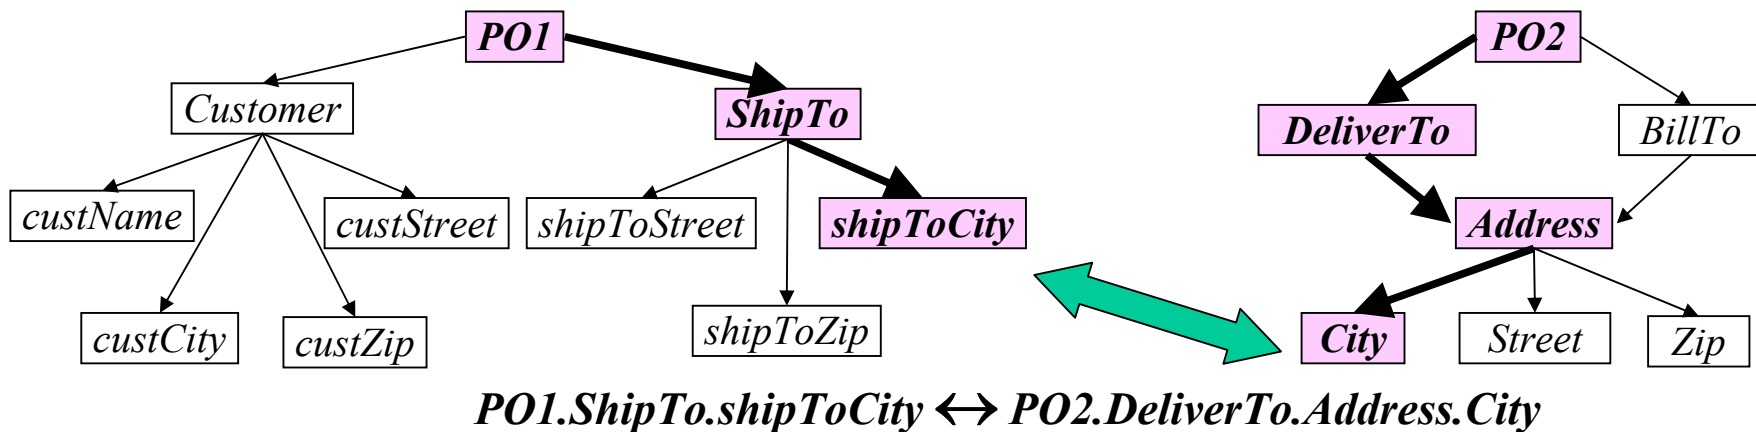 PO1
PO2
Customer
ShipTo
DeliverTo
BillTo
custName
custStreet
shipToStreet
shipToCity
Address
custCity
custZip
shipToZip
City
Street
Zip
PO1.ShipTo.shipToCity ↔ PO2.DeliverTo.Address.City